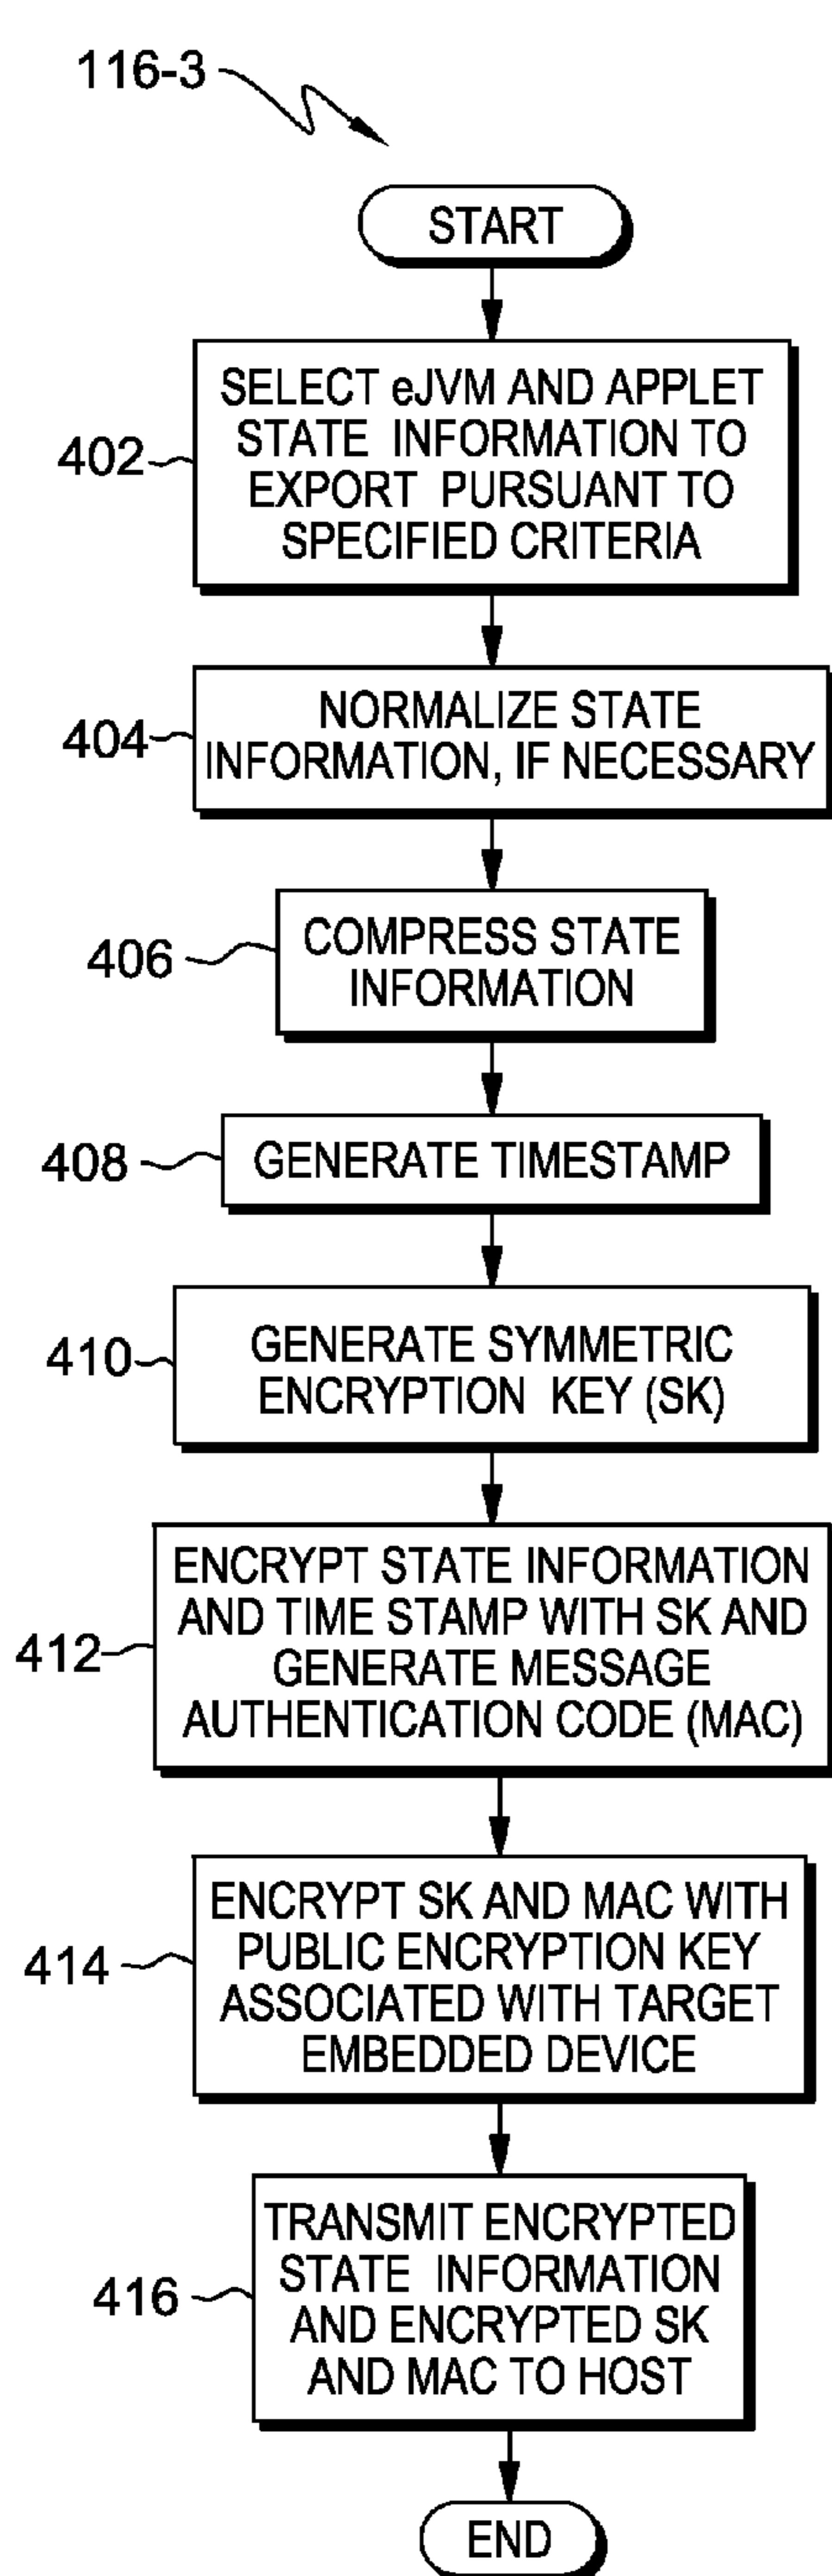 116-3
START
402
SELECT eJVM AND APPLET
STATE INFORMATION TO
EXPORT PURSUANT TO
SPECIFIED CRITERIA
404
NORMALIZE STATE
INFORMATION, IF NECESSARY
406
COMPRESS STATE
INFORMATION
408
GENERATE TIMESTAMP
410
GENERATE SYMMETRIC
ENCRYPTION KEY (SK)
412
ENCRYPT STATE INFORMATION
AND TIME STAMP WITH SK AND
GENERATE MESSAGE
AUTHENTICATION CODE (MAC)
414
ENCRYPT SK AND MAC WITH
PUBLIC ENCRYPTION KEY
ASSOCIATED WITH TARGET
EMBEDDED DEVICE
416
TRANSMIT ENCRYPTED
STATE INFORMATION
AND ENCRYPTED SK
AND MAC TO HOST
END